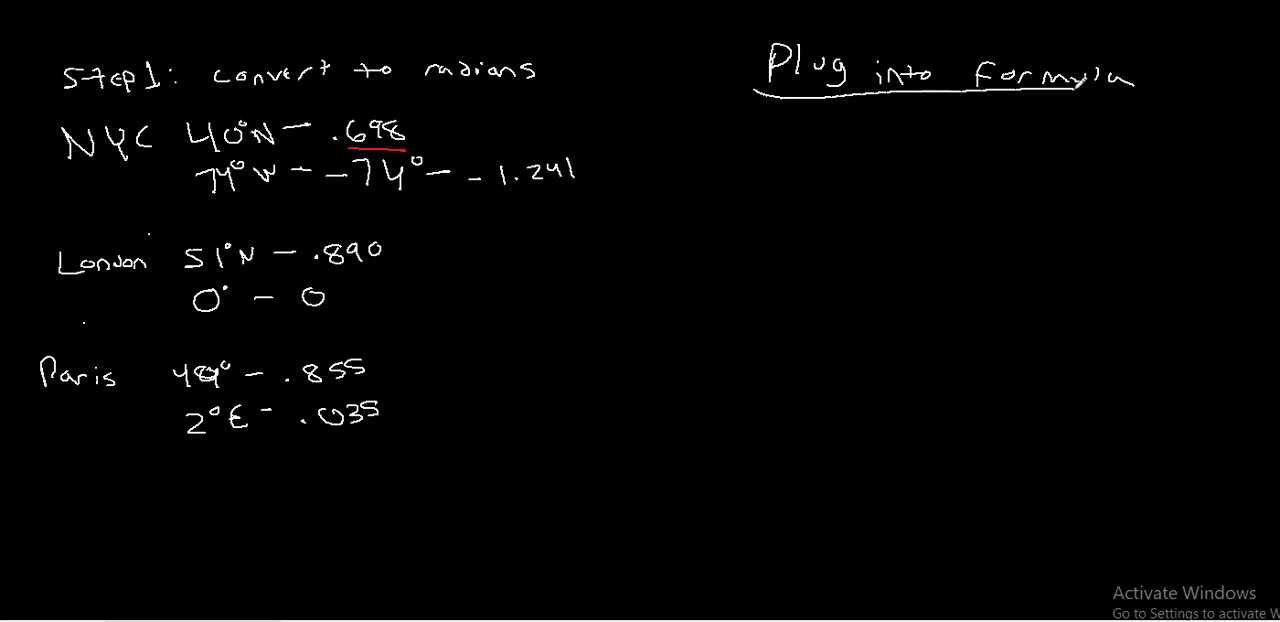 Step 1: convert to radians
Plug into formula
NYC 40°N - .698
74°W - -74° - -1.291
London 51°N - .890
0° - 0
Paris 49° - .855
2°E - .035
Activate Windows
Go to Settings to activate W